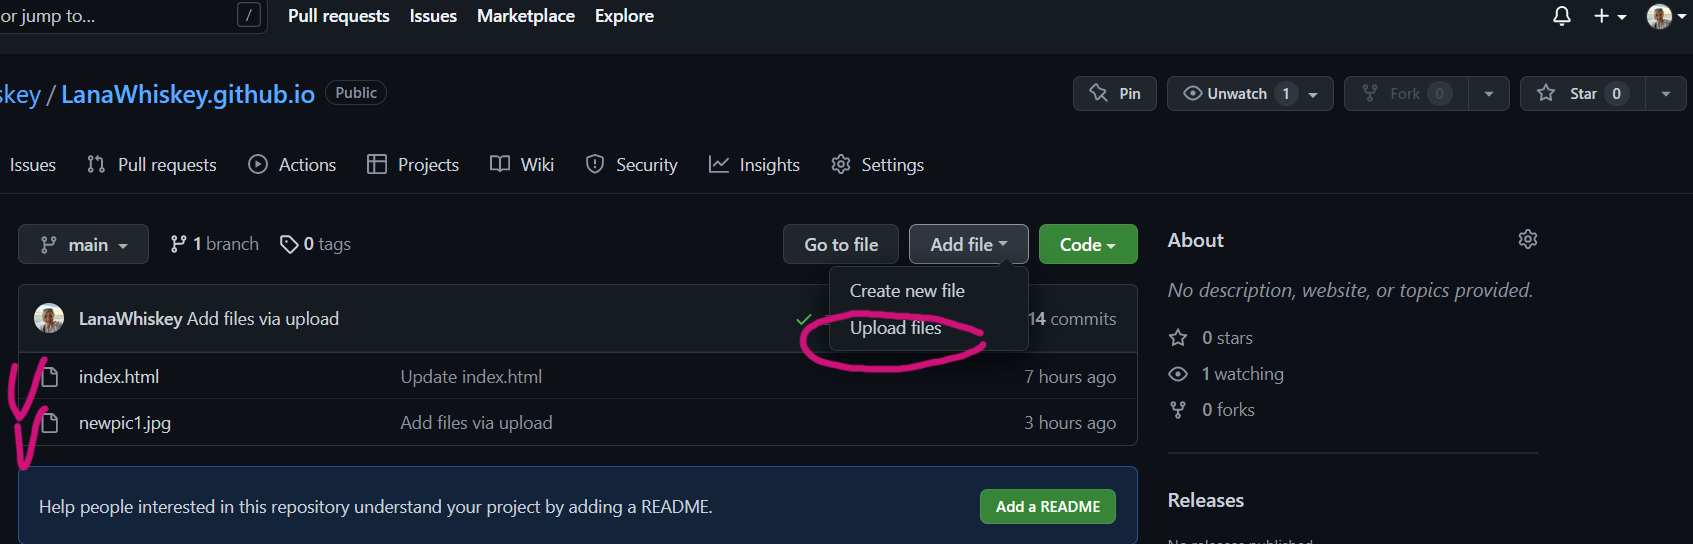 or jump to... / Pull requests Issues Marketplace Explore
skey / LanaWhiskey.github.io Public Pin Unwatch 1 Fork 0 Star 0
Issues Pull requests Actions Projects Wiki Security Insights Settings
main 1 branch 0 tags Go to file Add file Code About
Create new file
No description, website, or topics provided.
LanaWhiskey Add files via upload 14 commits
Upload files
0 stars
index.html Update index.html 7 hours ago
1 watching
0 forks
newpic1.jpg Add files via upload 3 hours ago
Help people interested in this repository understand your project by adding a README. Add a README
Releases
No releases published